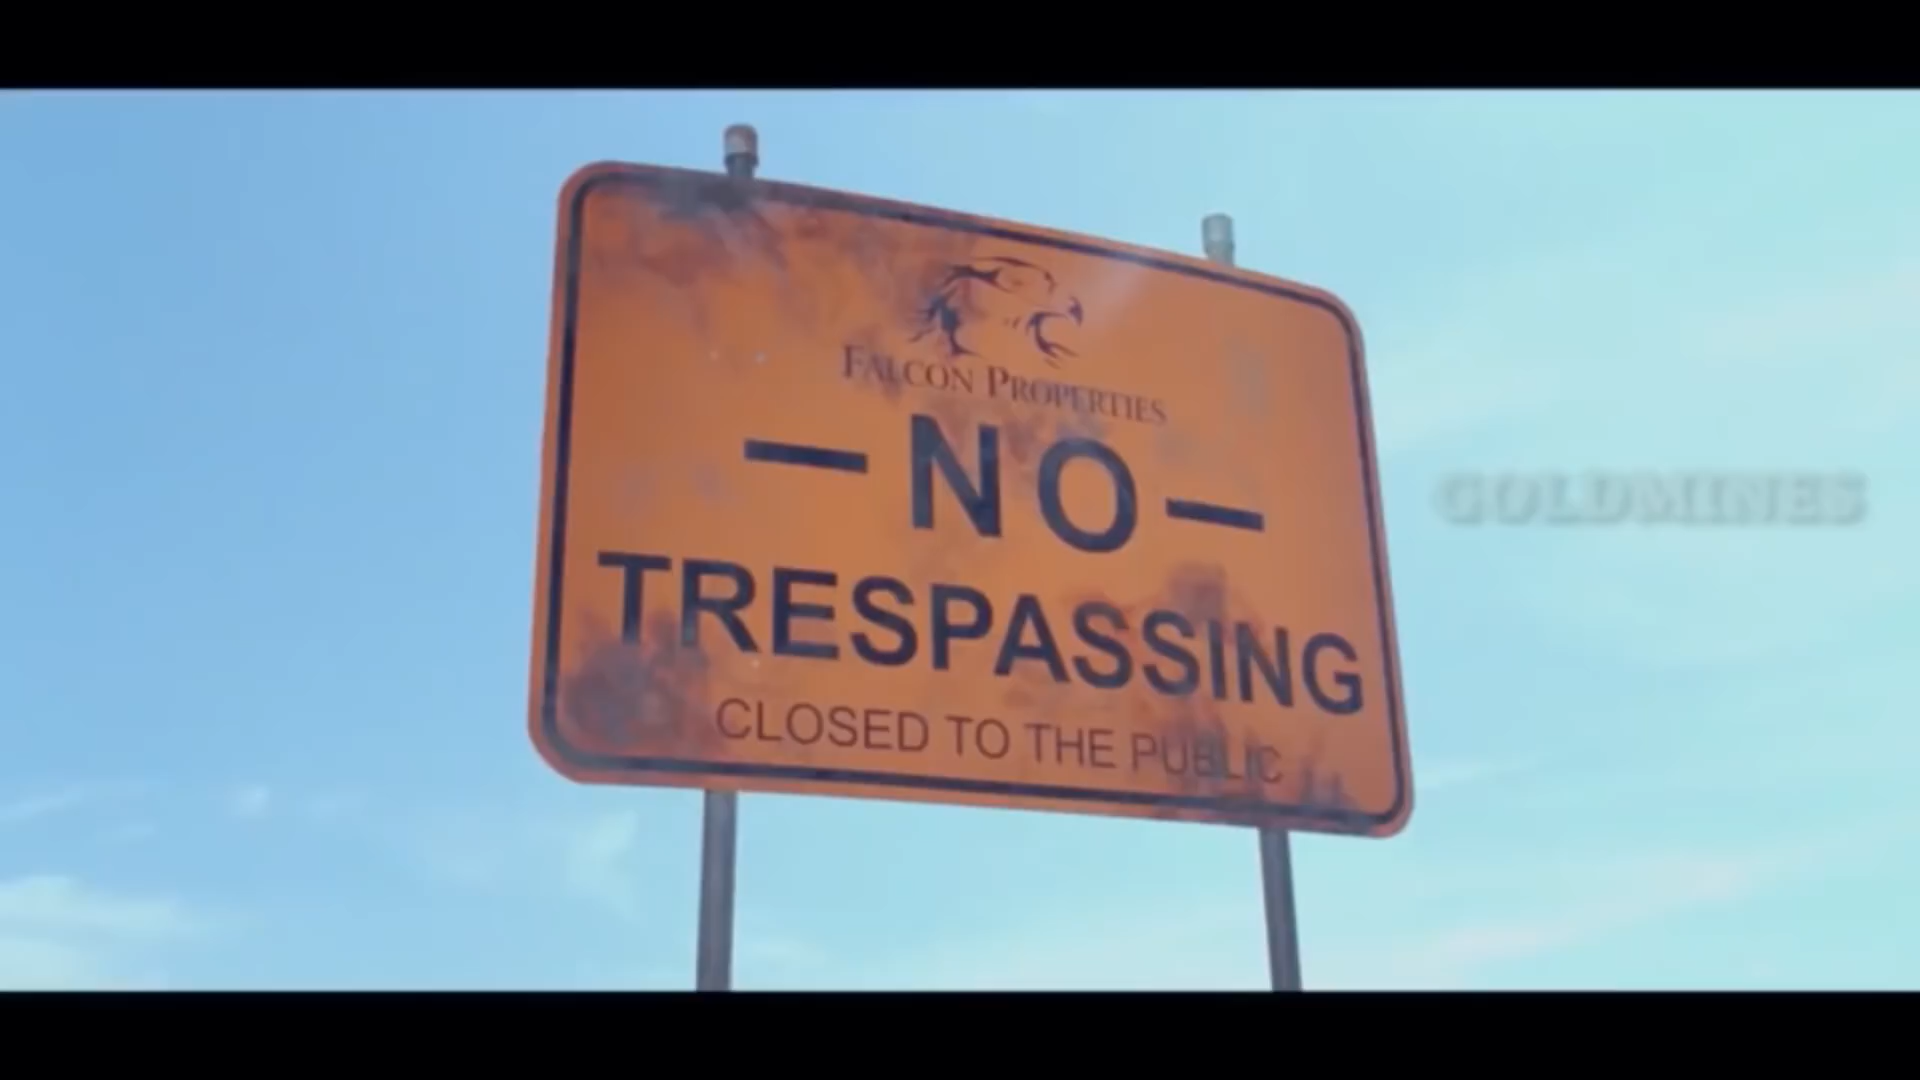 FALCON PROPERTIES
—NO—
TRESPASSING
CLOSED TO THE PUBLIC
GOLDMINES